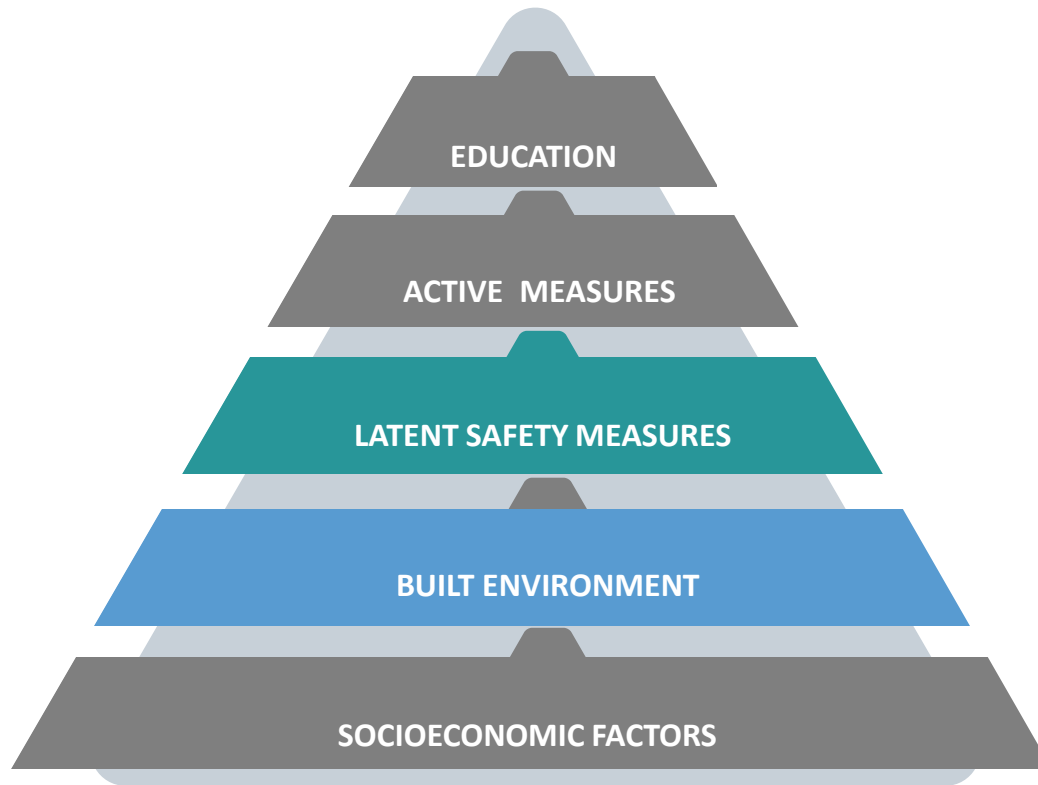 EDUCATION
ACTIVE MEASURES
LATENT SAFETY MEASURES
BUILT ENVIRONMENT
SOCIOECONOMIC FACTORS